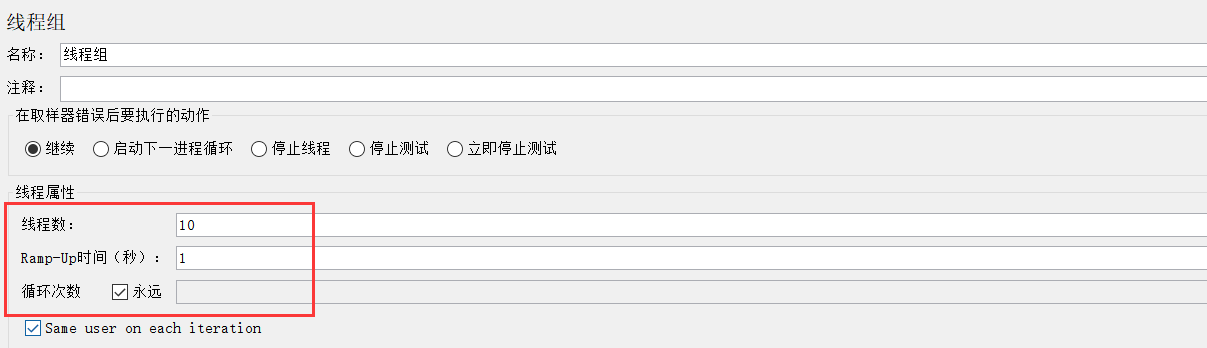 线程组
名称： 线程组
注释：
在取样器错误后要执行的动作
继续 启动下一进程循环 停止线程 停止测试 立即停止测试
线程属性
线程数： 10
Ramp-Up时间（秒）： 1
循环次数 永远
Same user on each iteration